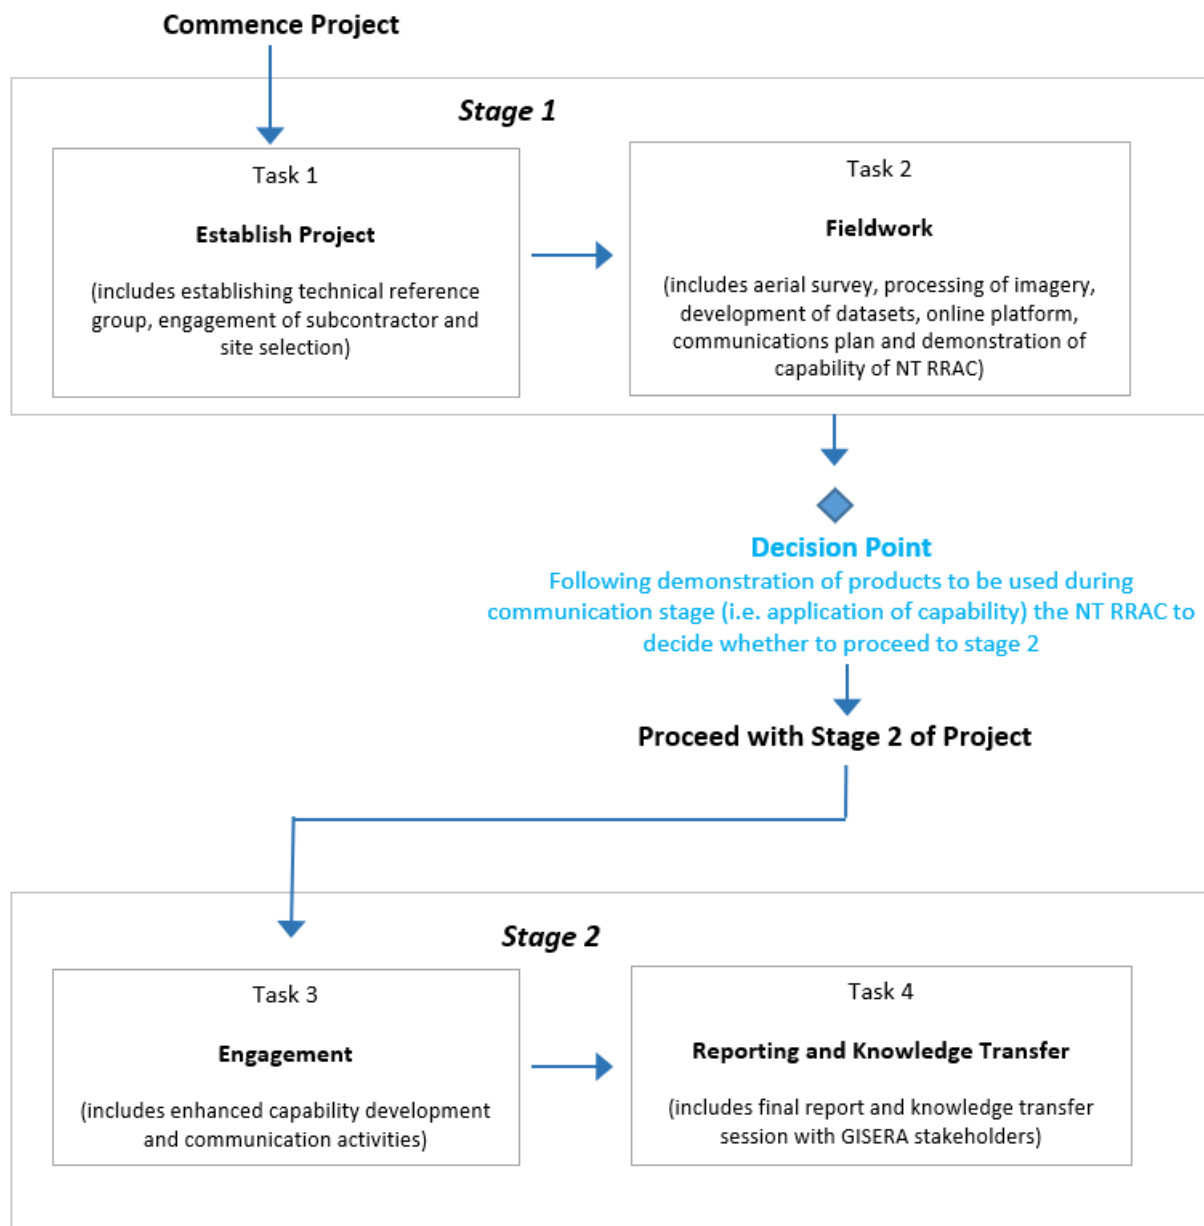 Commence Project
Stage 1
Task 1
Establish Project
(includes establishing technical reference
group, engagement of subcontractor and
site selection)
Task 2
Fieldwork
(includes aerial survey, processing of imagery,
development of datasets, online platform,
communications plan and demonstration of
capability of NT RRAC)
Decision Point
Following demonstration of products to be used during
communication stage (i.e. application of capability) the NT RRAC to
decide whether to proceed to stage 2
Proceed with Stage 2 of Project
Stage 2
Task 3
Engagement
(includes enhanced capability development
and communication activities)
Task 4
Reporting and Knowledge Transfer
(includes final report and knowledge transfer
session with GISERA stakeholders)